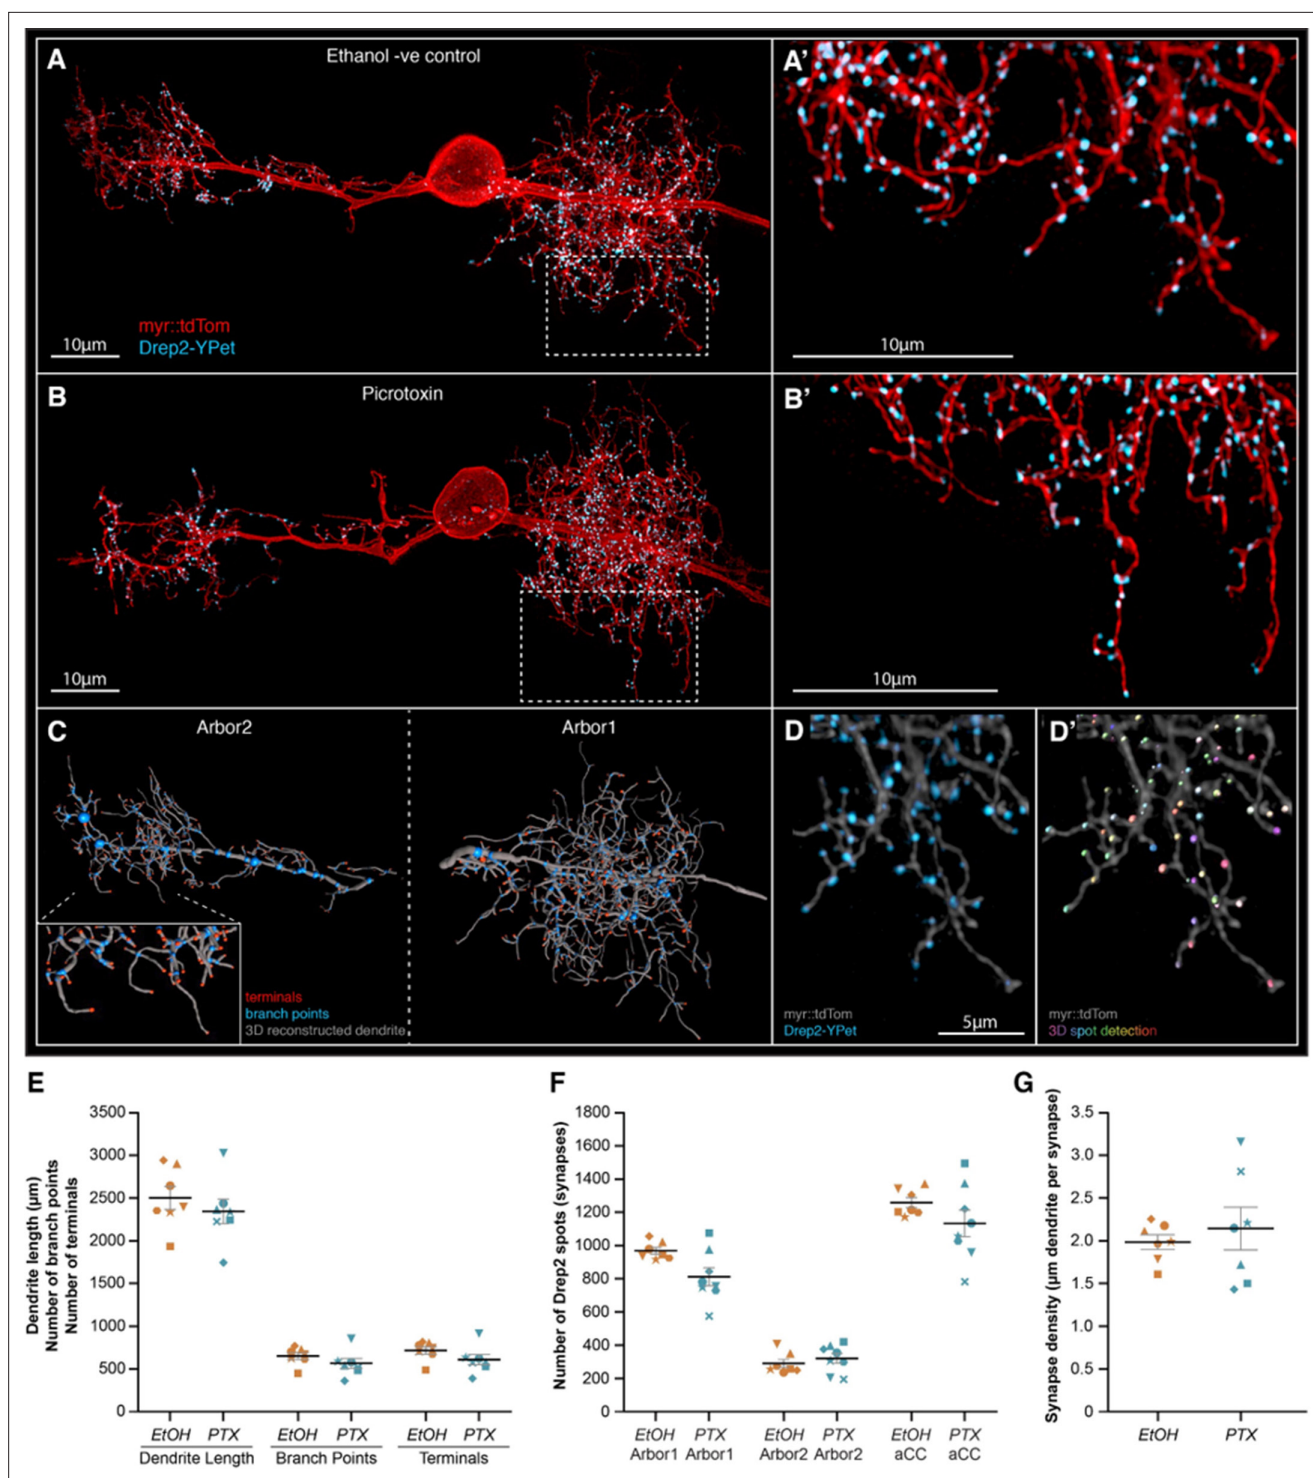 A
Ethanol -ve control
myr::tdTom
Drep2-YPet
10µm
A’
10µm
B
Picrotoxin
10µm
B’
10µm
C
Arbor2
Arbor1
terminals
branch points
3D reconstructed dendrite
D
myr::tdTom
Drep2-YPet
5µm
D’
myr::tdTom
3D spot detection
E
Dendrite length (µm)
Number of branch points
Number of terminals
3500
3000
2500
2000
1500
1000
500
0
EtOH PTX EtOH PTX EtOH PTX
Dendrite Length Branch Points Terminals
F
Number of Drep2 spots (synapses)
1800
1600
1400
1200
1000
800
600
400
200
0
EtOH PTX EtOH PTX EtOH PTX
Arbor1 Arbor1 Arbor2 Arbor2 aCC aCC
G
Synapse density (µm dendrite per synapse)
3.5
3.0
2.5
2.0
1.5
1.0
0.5
0
EtOH PTX